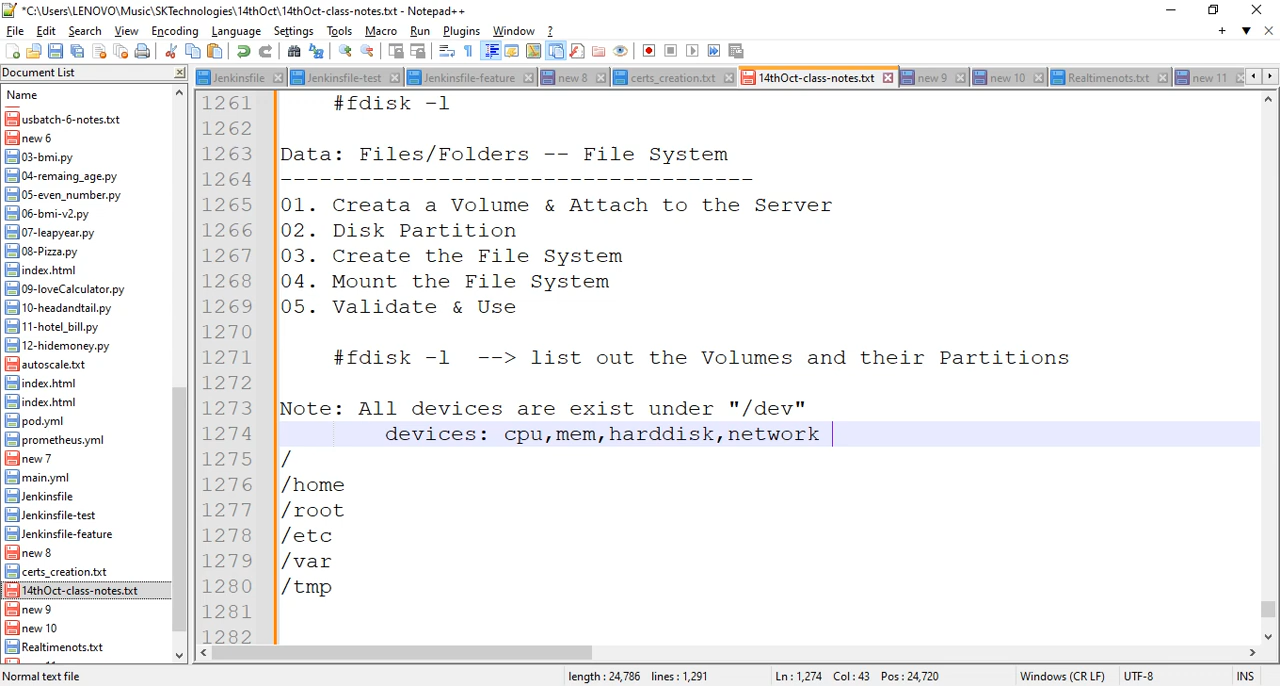 *C:\Users\LENOVO\Music\SKTechnologies\14thOct\14thOct-class-notes.txt - Notepad++
File Edit Search View Encoding Language Settings Tools Macro Run Plugins Window ?
Document List
Jenkinsfile Jenkinsfile-test Jenkinsfile-feature new 8 certs_creation.txt 14thOct-class-notes.txt new 9 new 10 Realtimenots.txt new 11
Name
usbatch-6-notes.txt
new 6
03-bmi.py
04-remaing_age.py
05-even_number.py
06-bmi-v2.py
07-leapyear.py
08-Pizza.py
index.html
09-loveCalculator.py
10-headandtail.py
11-hotel_bill.py
12-hidemoney.py
autoscale.txt
index.html
index.html
pod.yml
prometheus.yml
new 7
main.yml
Jenkinsfile
Jenkinsfile-test
Jenkinsfile-feature
new 8
certs_creation.txt
14thOct-class-notes.txt
new 9
new 10
Realtimenots.txt
1261 #fdisk -l
1262
1263 Data: Files/Folders -- File System
1264 ------------------------------------
1265 01. Creata a Volume & Attach to the Server
1266 02. Disk Partition
1267 03. Create the File System
1268 04. Mount the File System
1269 05. Validate & Use
1270
1271 #fdisk -l --> list out the Volumes and their Partitions
1272
1273 Note: All devices are exist under "/dev"
1274 devices: cpu,mem,harddisk,network
1275 /
1276 /home
1277 /root
1278 /etc
1279 /var
1280 /tmp
1281
1282
Normal text file length : 24,786 lines : 1,291 Ln : 1,274 Col : 43 Pos : 24,720 Windows (CR LF) UTF-8 INS